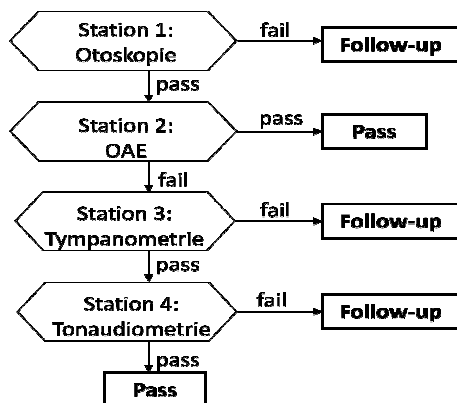 Station 1:
Otoskopie
fail
Follow-up
pass
Station 2:
OAE
pass
Pass
fail
Station 3:
Tympanometrie
fail
Follow-up
pass
Station 4:
Tonaudiometrie
fail
Follow-up
pass
Pass